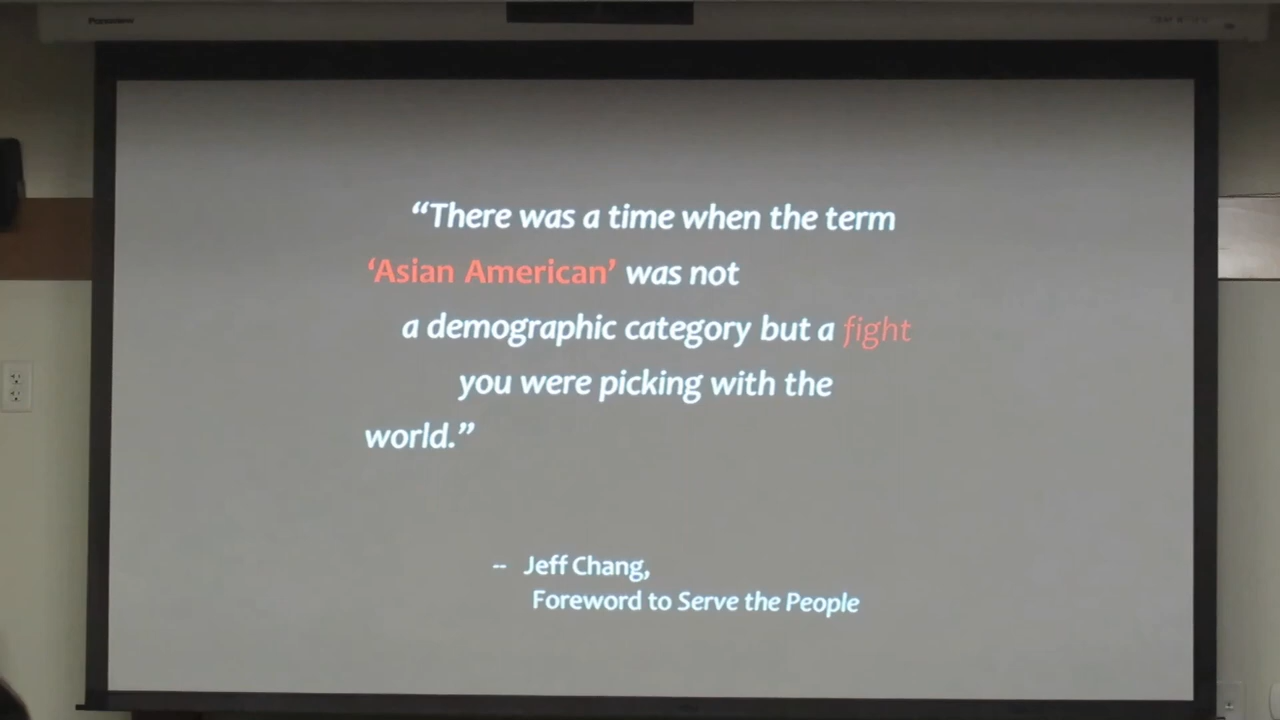 “There was a time when the term
‘Asian American’ was not
a demographic category but a fight
you were picking with the
world.”
-- Jeff Chang,
Foreword to Serve the People